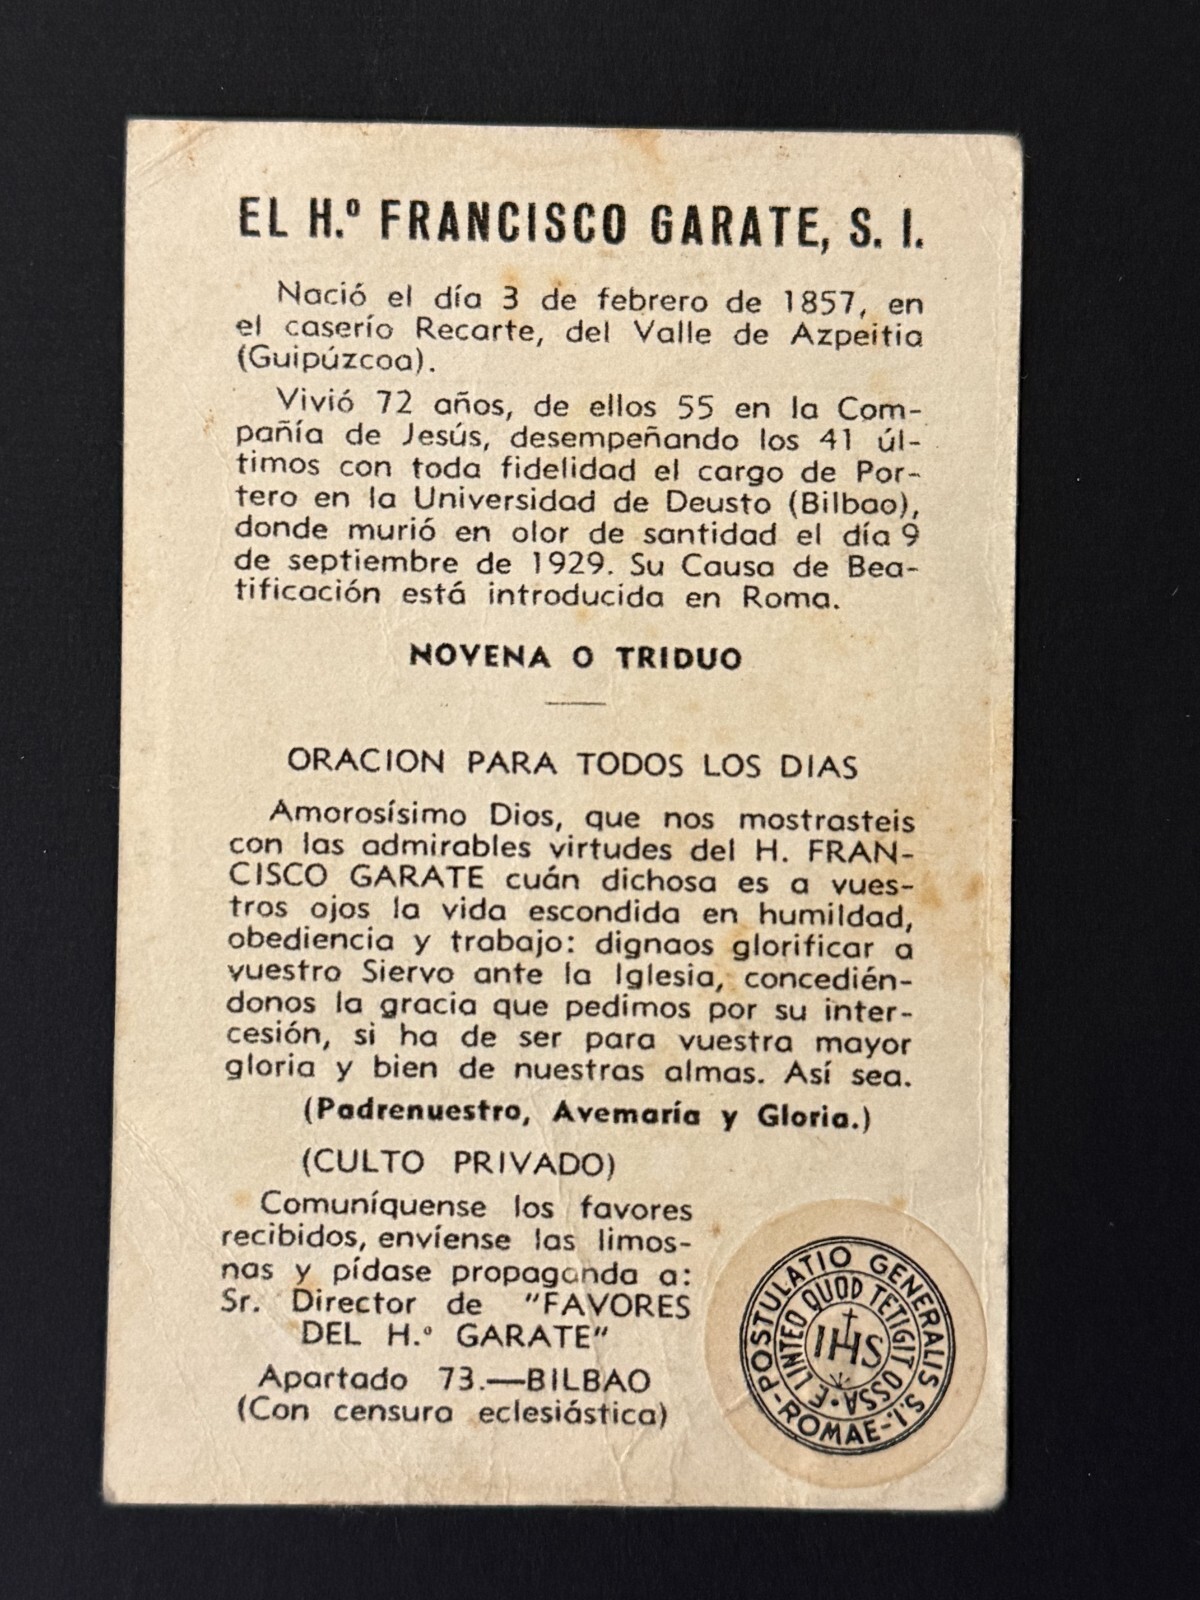 EL H.º FRANCISCO GARATE, S. I.
Nació el día 3 de febrero de 1857, en
el caserío Recarte, del Valle de Azpeitia
(Guipúzcoa).
Vivió 72 años, de ellos 55 en la Com-
pañía de Jesús, desempeñando los 41 úl-
timos con toda fidelidad el cargo de Por-
tero en la Universidad de Deusto (Bilbao),
donde murió en olor de santidad el día 9
de septiembre de 1929. Su Causa de Bea-
tificación está introducida en Roma.
NOVENA O TRIDUO
ORACION PARA TODOS LOS DIAS
Amorosísimo Dios, que nos mostrasteis
con las admirables virtudes del H. FRAN-
CISCO GARATE cuán dichosa es a vues-
tros ojos la vida escondida en humildad,
obediencia y trabajo: dignaos glorificar a
vuestro Siervo ante la Iglesia, concedién-
donos la gracia que pedimos por su inter-
cesión, si ha de ser para vuestra mayor
gloria y bien de nuestras almas. Así sea.
(Padrenuestro, Avemaría y Gloria.)
(CULTO PRIVADO)
Comuníquense los favores
recibidos, envíense las limos-
nas y pídase propaganda a:
Sr. Director de "FAVORES
DEL H.º GARATE"
Apartado 73.—BILBAO
(Con censura eclesiástica)
POSTULATIO GENERALIS S.I.
-ROMAE-
E LINTEO QUOD TETIGIT OSSA
IHS